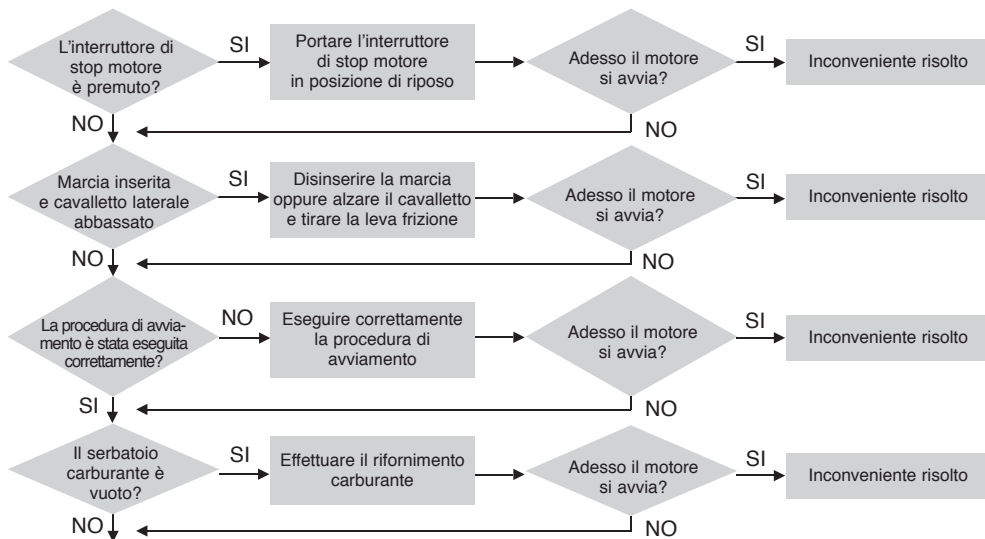 L'interruttore di
stop motore
è premuto?
SI
Portare l'interruttore
di stop motore
in posizione di riposo
Adesso il motore
si avvia?
SI
Inconveniente risolto
NO
NO
Marcia inserita
e cavalletto laterale
abbassato
SI
Disinserire la marcia
oppure alzare il cavalletto
e tirare la leva frizione
Adesso il motore
si avvia?
SI
Inconveniente risolto
NO
NO
La procedura di avvia-
mento è stata eseguita
correttamente?
NO
Eseguire correttamente
la procedura di
avviamento
Adesso il motore
si avvia?
SI
Inconveniente risolto
SI
NO
Il serbatoio
carburante è
vuoto?
SI
Effettuare il rifornimento
carburante
Adesso il motore
si avvia?
SI
Inconveniente risolto
NO
NO